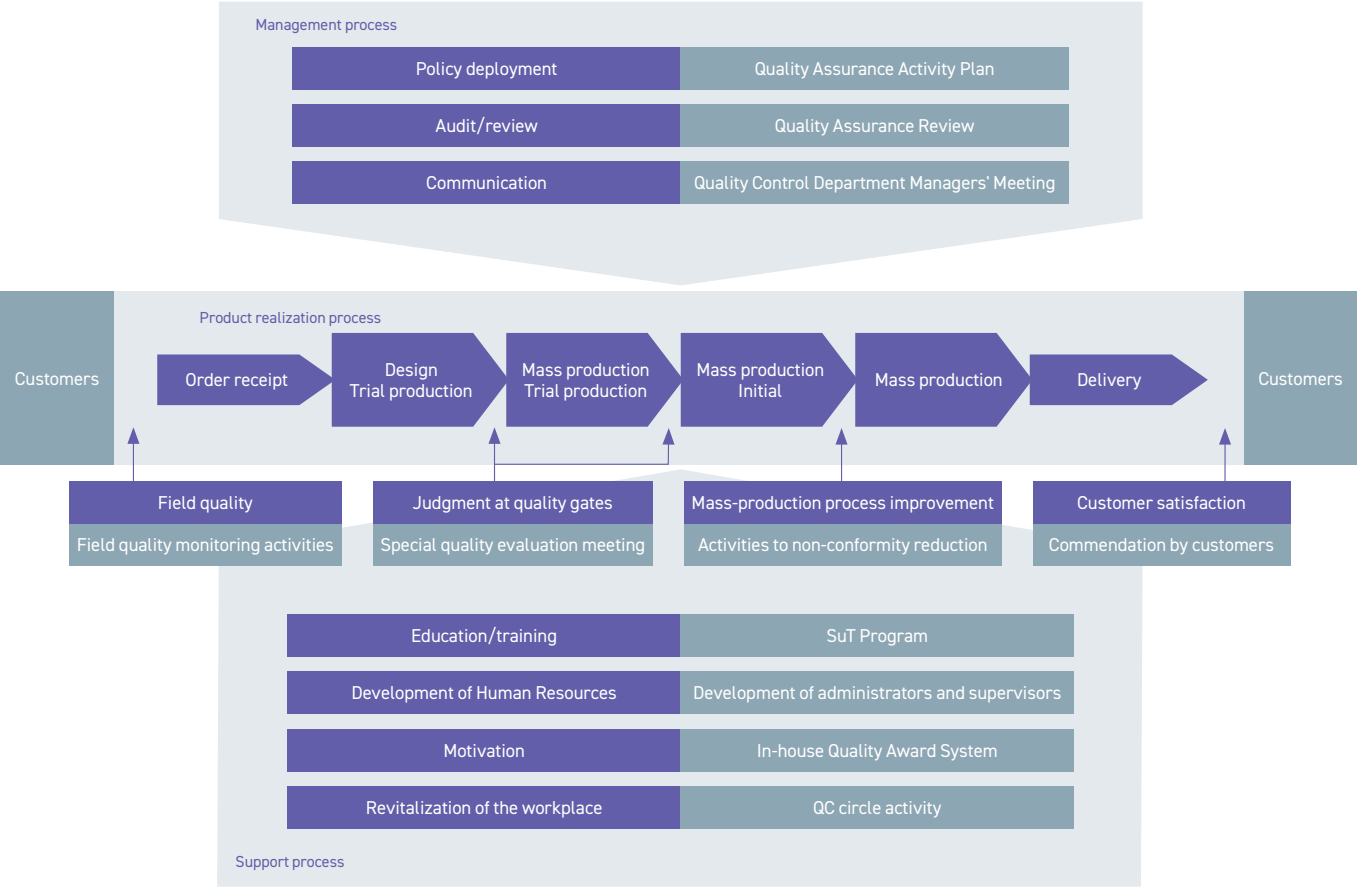 Management process
Policy deployment
Quality Assurance Activity Plan
Audit/review
Quality Assurance Review
Communication
Quality Control Department Managers' Meeting
Product realization process
Customers
Order receipt
Design
Trial production
Mass production
Trial production
Mass production
Initial
Mass production
Delivery
Customers
Field quality
Field quality monitoring activities
Judgment at quality gates
Special quality evaluation meeting
Mass-production process improvement
Activities to non-conformity reduction
Customer satisfaction
Commendation by customers
Education/training
SuT Program
Development of Human Resources
Development of administrators and supervisors
Motivation
In-house Quality Award System
Revitalization of the workplace
QC circle activity
Support process